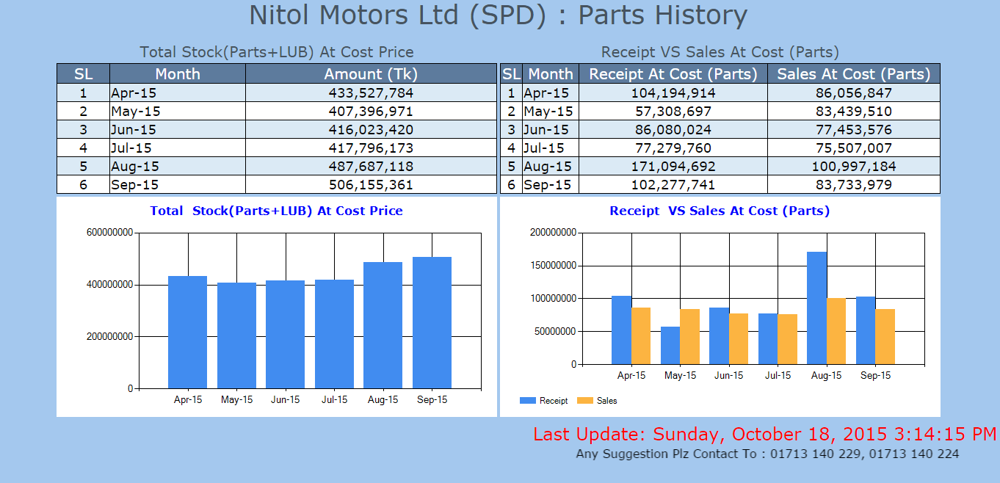 Nitol Motors Ltd (SPD) : Parts History
Total Stock(Parts+LUB) At Cost Price
SL Month Amount (Tk)
1 Apr-15 433,527,784
2 May-15 407,396,971
3 Jun-15 416,023,420
4 Jul-15 417,796,173
5 Aug-15 487,687,118
6 Sep-15 506,155,361
Receipt VS Sales At Cost (Parts)
SL Month Receipt At Cost (Parts) Sales At Cost (Parts)
1 Apr-15 104,194,914 86,056,847
2 May-15 57,308,697 83,439,510
3 Jun-15 86,080,024 77,453,576
4 Jul-15 77,279,760 75,507,007
5 Aug-15 171,094,692 100,997,184
6 Sep-15 102,277,741 83,733,979
Total Stock(Parts+LUB) At Cost Price
600000000
400000000
200000000
0
Apr-15 May-15 Jun-15 Jul-15 Aug-15 Sep-15
Receipt VS Sales At Cost (Parts)
200000000
150000000
100000000
50000000
0
Apr-15 May-15 Jun-15 Jul-15 Aug-15 Sep-15
Receipt Sales
Last Update: Sunday, October 18, 2015 3:14:15 PM
Any Suggestion Plz Contact To : 01713 140 229, 01713 140 224